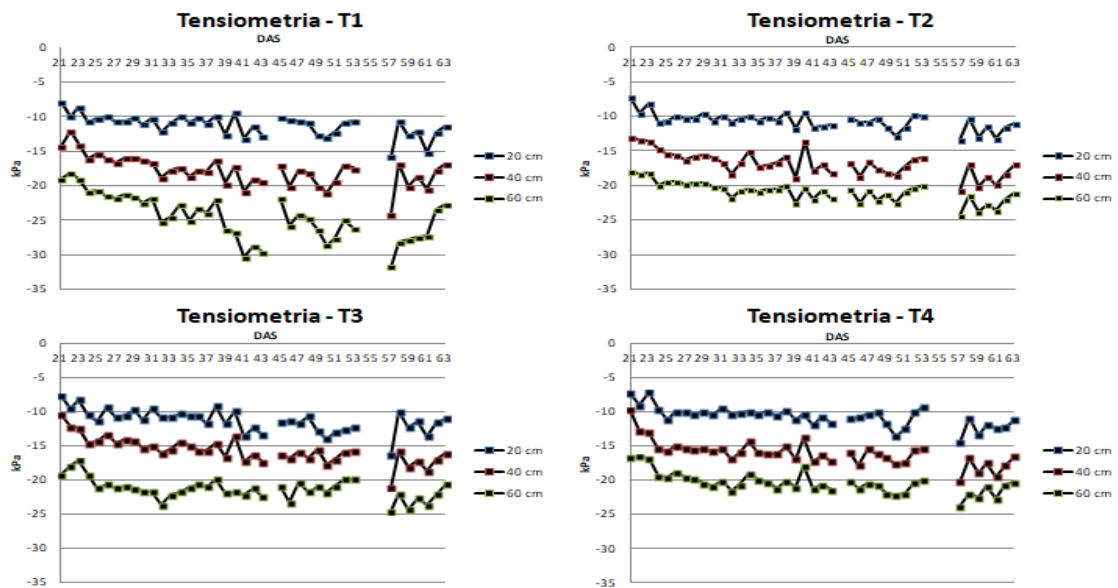 Tensiometria - T1
DAS
0
21 23 25 27 29 31 33 35 37 39 41 43 45 47 49 51 53 55 57 59 61 63
-5
-10
-15
-20
-25
-30
-35
kPa
20 cm
40 cm
60 cm
Tensiometria - T2
DAS
0
21 23 25 27 29 31 33 35 37 39 41 43 45 47 49 51 53 55 57 59 61 63
-5
-10
-15
-20
-25
-30
-35
kPa
20 cm
40 cm
60 cm
Tensiometria - T3
DAS
0
21 23 25 27 29 31 33 35 37 39 41 43 45 47 49 51 53 55 57 59 61 63
-5
-10
-15
-20
-25
-30
-35
kPa
20 cm
40 cm
60 cm
Tensiometria - T4
DAS
0
21 23 25 27 29 31 33 35 37 39 41 43 45 47 49 51 53 55 57 59 61 63
-5
-10
-15
-20
-25
-30
-35
kPa
20 cm
40 cm
60 cm